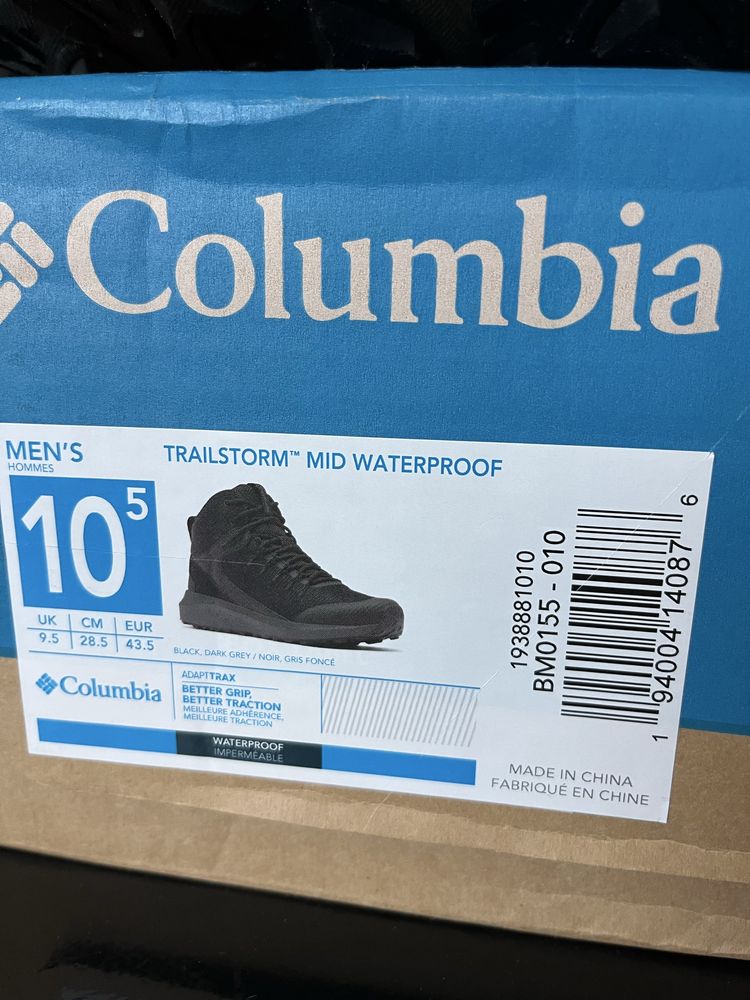 Columbia
MEN'S
HOMMES
TRAILSTORM™ MID WATERPROOF
10⁵
UK | CM | EUR
9.5 | 28.5 | 43.5
BLACK, DARK GREY / NOIR, GRIS FONCÉ
Columbia
ADAPTTRAX
BETTER GRIP,
BETTER TRACTION
MEILLEURE ADHÉRENCE,
MEILLEURE TRACTION
WATERPROOF
IMPERMÉABLE
1938881010
BM0155 - 010
1 94004 14087 6
MADE IN CHINA
FABRIQUÉ EN CHINE